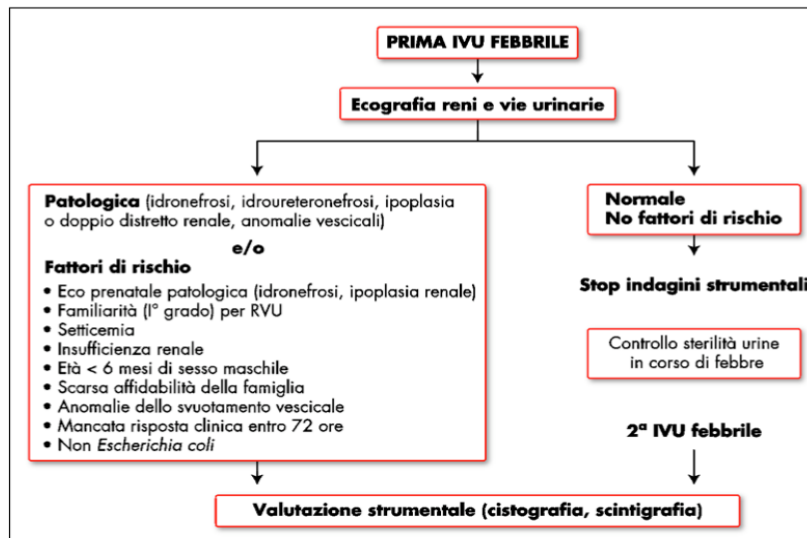 PRIMA IVU FEBBRILE
Ecografia reni e vie urinarie
Patologica (idronefrosi, idroureteronefrosi, ipoplasia
o doppio distretto renale, anomalie vescicali)
e/o
Fattori di rischio
• Eco prenatale patologica (idronefrosi, ipoplasia renale)
• Familiarità (I° grado) per RVU
• Setticemia
• Insufficienza renale
• Età < 6 mesi di sesso maschile
• Scarsa affidabilità della famiglia
• Anomalie dello svuotamento vescicale
• Mancata risposta clinica entro 72 ore
• Non Escherichia coli
Normale
No fattori di rischio
Stop indagini strumentali
Controllo sterilità urine
in corso di febbre
2ª IVU febbrile
Valutazione strumentale (cistografia, scintigrafia)